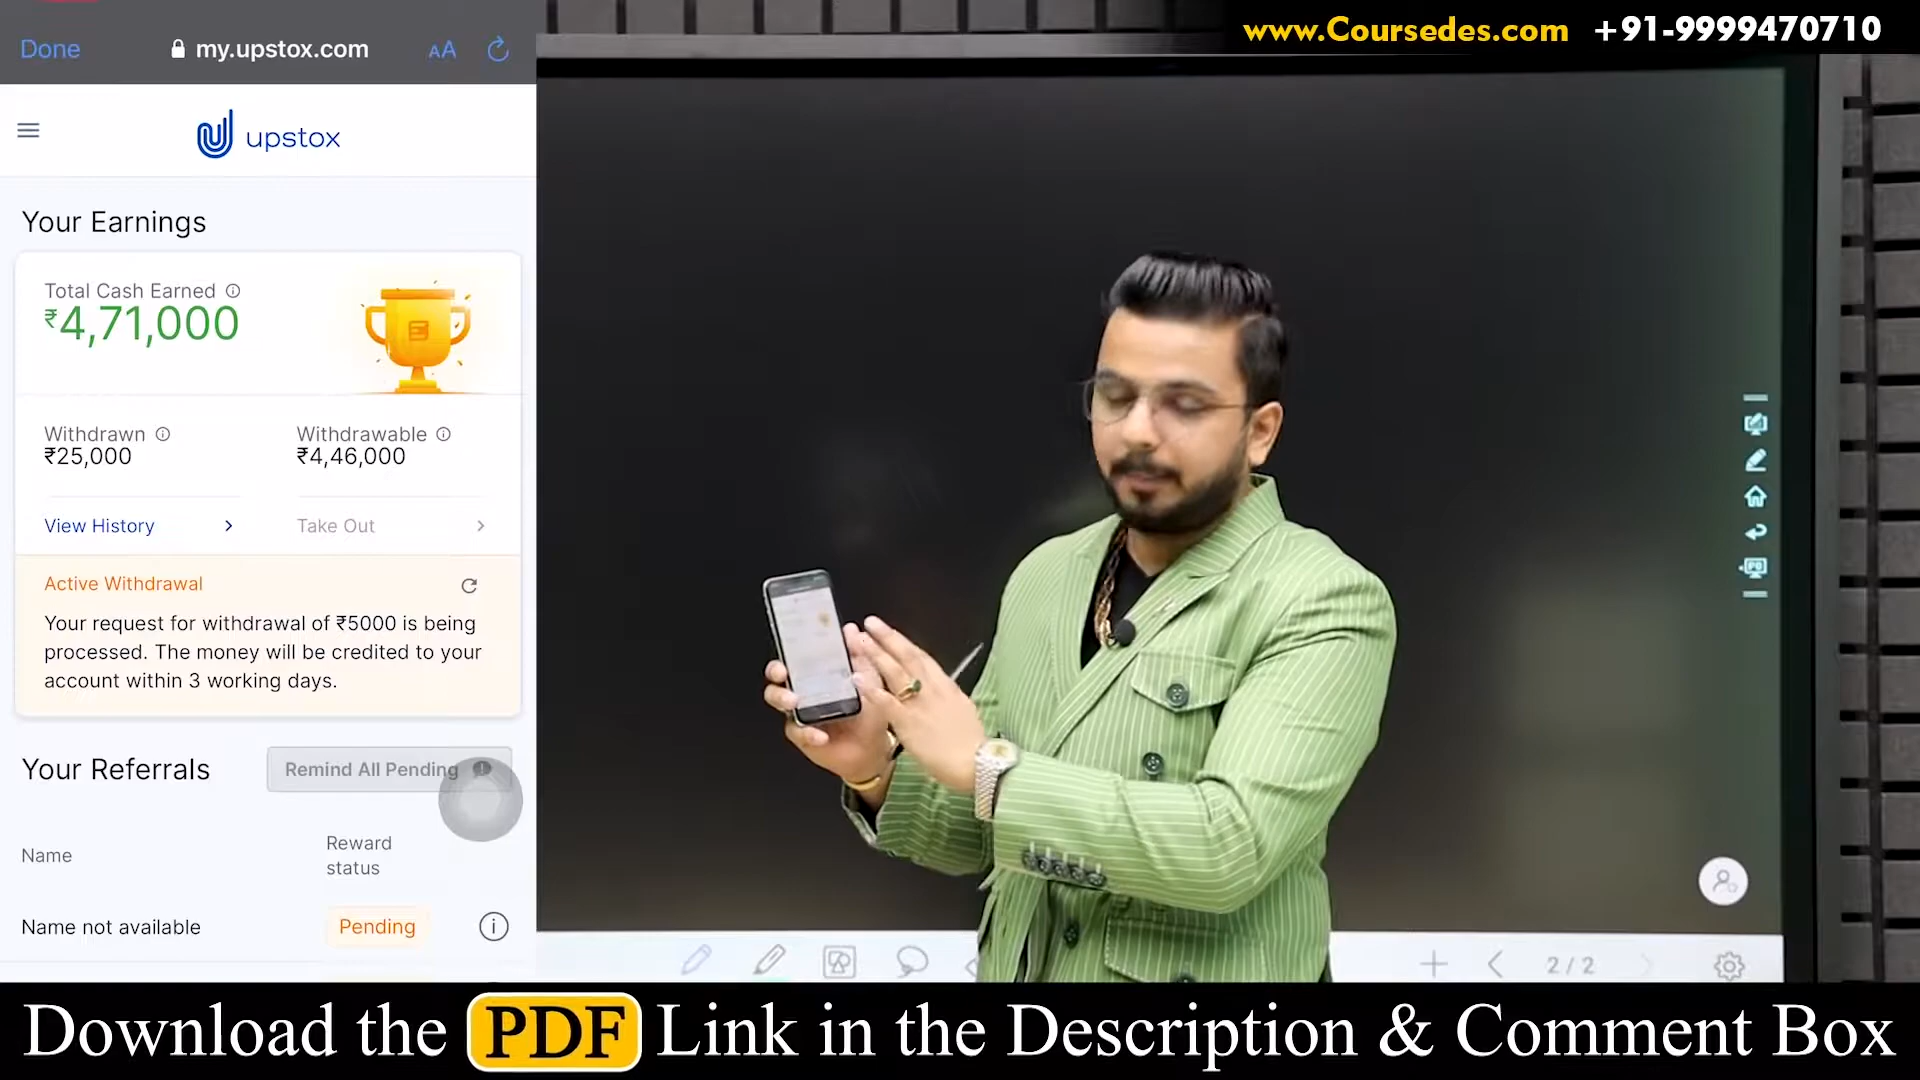 www.Coursedes.com +91-9999470710
Done
my.upstox.com
AA
upstox
Your Earnings
Total Cash Earned
₹4,71,000
Withdrawn
₹25,000
Withdrawable
₹4,46,000
View History
Take Out
Active Withdrawal
Your request for withdrawal of ₹5000 is being
processed. The money will be credited to your
account within 3 working days.
Your Referrals
Remind All Pending
Name
Reward
status
Name not available
Pending
2/2
Download the PDF Link in the Description & Comment Box